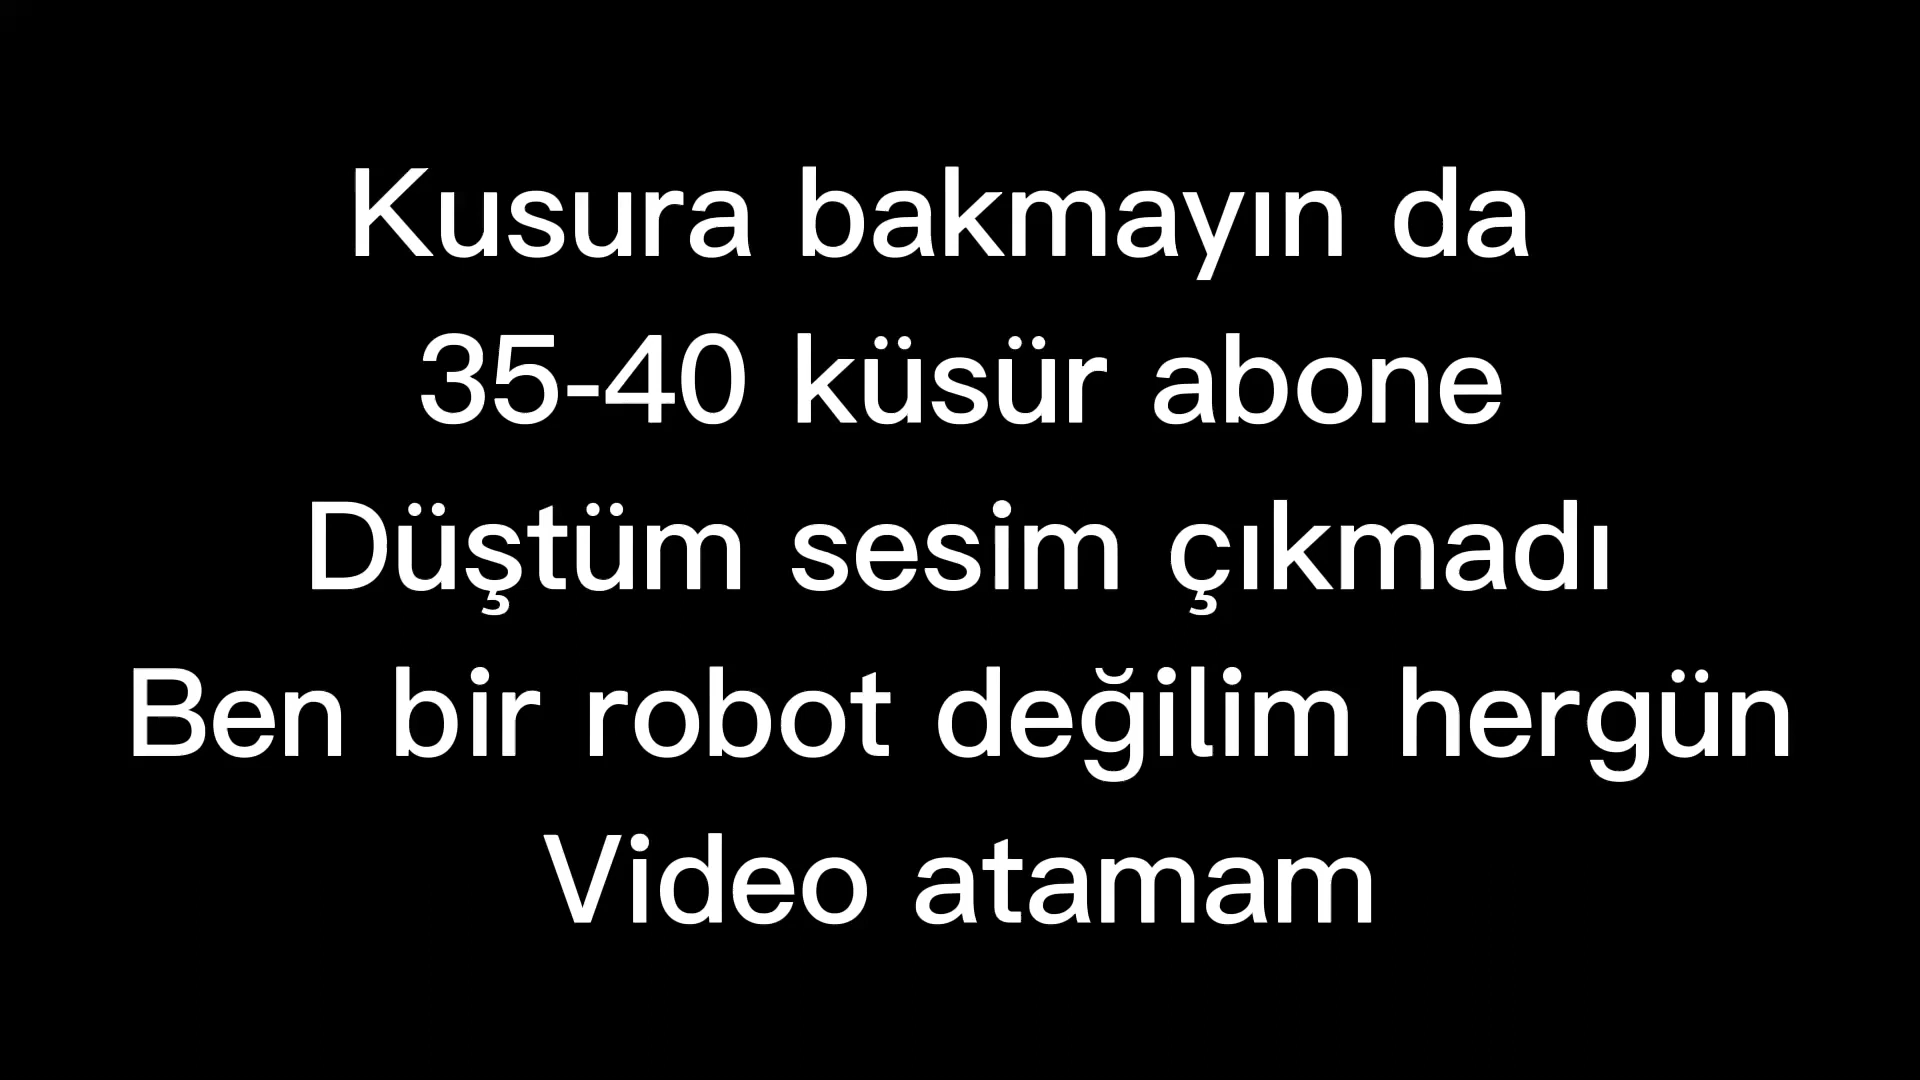 Kusura bakmayın da
35-40 küsür abone
Düştüm sesim çıkmadı
Ben bir robot değilim hergün
Video atamam